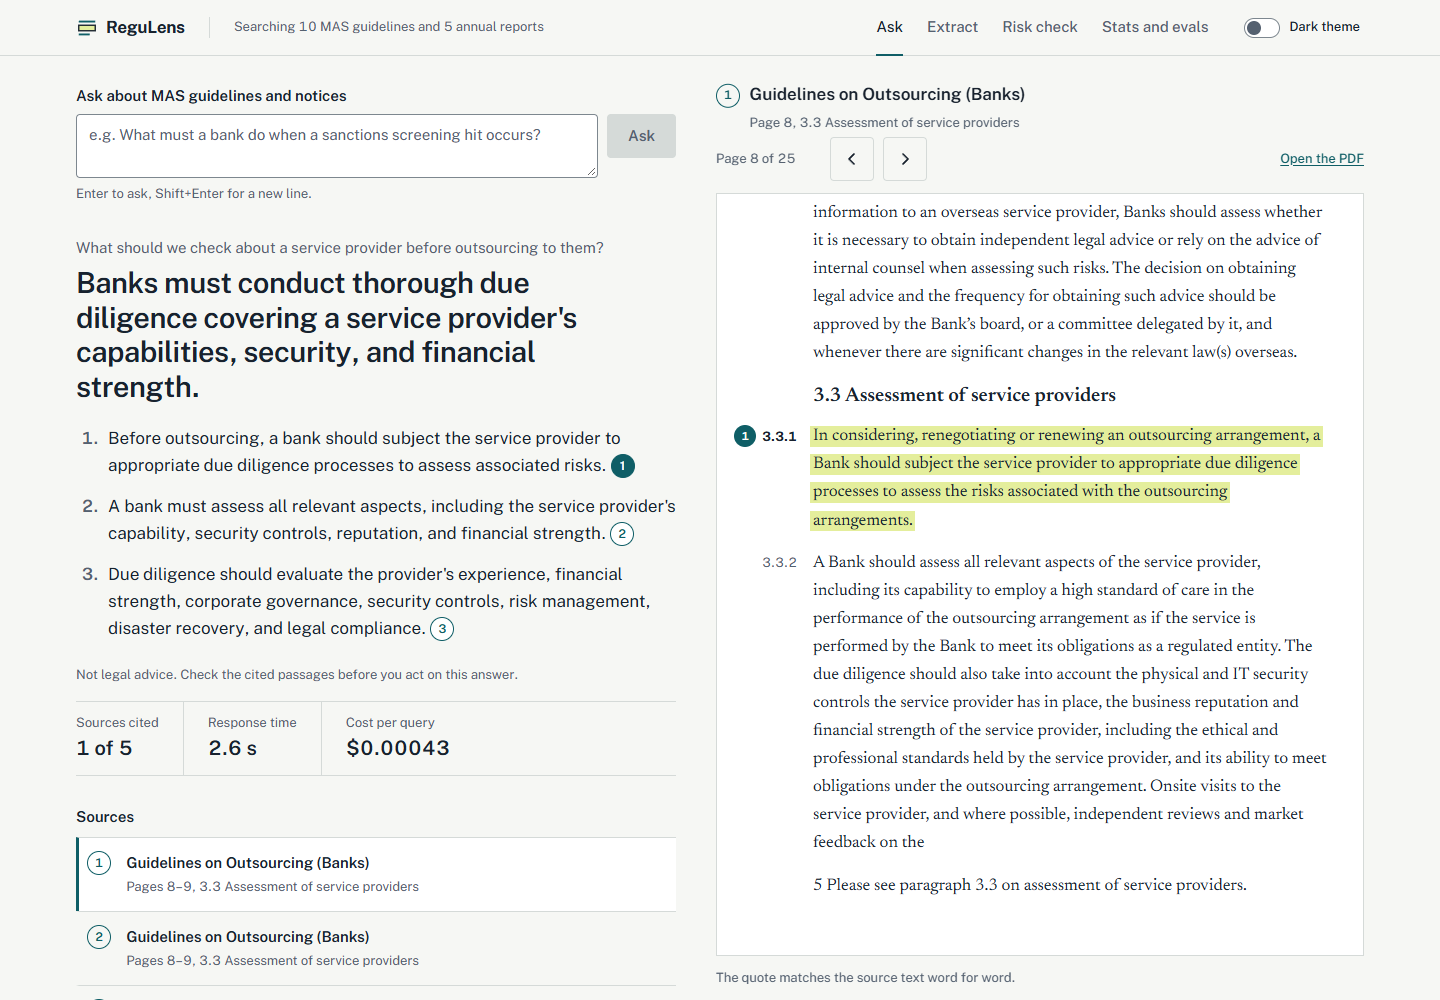 ReguLens
Searching 10 MAS guidelines and 5 annual reports
Ask
Extract
Risk check
Stats and evals
Dark theme
Ask about MAS guidelines and notices
e.g. What must a bank do when a sanctions screening hit occurs?
Ask
Enter to ask, Shift+Enter for a new line.
What should we check about a service provider before outsourcing to them?
Banks must conduct thorough due
diligence covering a service provider's
capabilities, security, and financial
strength.
1. Before outsourcing, a bank should subject the service provider to
appropriate due diligence processes to assess associated risks. 1
2. A bank must assess all relevant aspects, including the service provider's
capability, security controls, reputation, and financial strength. 2
3. Due diligence should evaluate the provider's experience, financial
strength, corporate governance, security controls, risk management,
disaster recovery, and legal compliance. 3
Not legal advice. Check the cited passages before you act on this answer.
Sources cited
1 of 5
Response time
2.6 s
Cost per query
$0.00043
Sources
1 Guidelines on Outsourcing (Banks)
Pages 8–9, 3.3 Assessment of service providers
2 Guidelines on Outsourcing (Banks)
Pages 8–9, 3.3 Assessment of service providers
1 Guidelines on Outsourcing (Banks)
Page 8, 3.3 Assessment of service providers
Page 8 of 25
Open the PDF
information to an overseas service provider, Banks should assess whether
it is necessary to obtain independent legal advice or rely on the advice of
internal counsel when assessing such risks. The decision on obtaining
legal advice and the frequency for obtaining such advice should be
approved by the Bank’s board, or a committee delegated by it, and
whenever there are significant changes in the relevant law(s) overseas.
3.3 Assessment of service providers
1 3.3.1 In considering, renegotiating or renewing an outsourcing arrangement, a
Bank should subject the service provider to appropriate due diligence
processes to assess the risks associated with the outsourcing
arrangements.
3.3.2 A Bank should assess all relevant aspects of the service provider,
including its capability to employ a high standard of care in the
performance of the outsourcing arrangement as if the service is
performed by the Bank to meet its obligations as a regulated entity. The
due diligence should also take into account the physical and IT security
controls the service provider has in place, the business reputation and
financial strength of the service provider, including the ethical and
professional standards held by the service provider, and its ability to meet
obligations under the outsourcing arrangement. Onsite visits to the
service provider, and where possible, independent reviews and market
feedback on the
5 Please see paragraph 3.3 on assessment of service providers.
The quote matches the source text word for word.